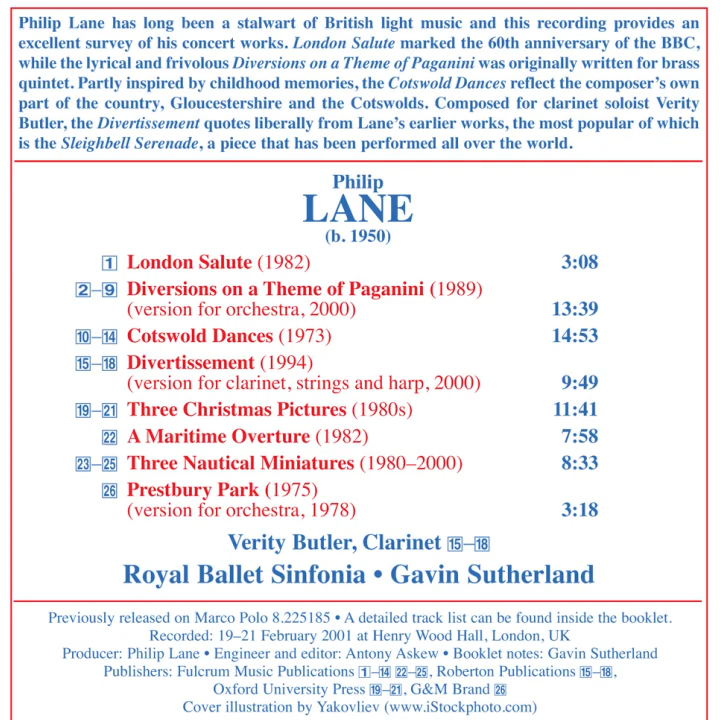 Philip Lane has long been a stalwart of British light music and this recording provides an
excellent survey of his concert works. London Salute marked the 60th anniversary of the BBC,
while the lyrical and frivolous Diversions on a Theme of Paganini was originally written for brass
quintet. Partly inspired by childhood memories, the Cotswold Dances reflect the composer's own
part of the country, Gloucestershire and the Cotswolds. Composed for clarinet soloist Verity
Butler, the Divertissement quotes liberally from Lane's earlier works, the most popular of which
is the Sleighbell Serenade, a piece that has been performed all over the world.
Philip
LANE
(b. 1950)
1 London Salute (1982) 3:08
2–9 Diversions on a Theme of Paganini (1989)
(version for orchestra, 2000) 13:39
10–14 Cotswold Dances (1973) 14:53
15–18 Divertissement (1994)
(version for clarinet, strings and harp, 2000) 9:49
19–21 Three Christmas Pictures (1980s) 11:41
22 A Maritime Overture (1982) 7:58
23–25 Three Nautical Miniatures (1980–2000) 8:33
26 Prestbury Park (1975)
(version for orchestra, 1978) 3:18
Verity Butler, Clarinet 15–18
Royal Ballet Sinfonia • Gavin Sutherland
Previously released on Marco Polo 8.225185 • A detailed track list can be found inside the booklet.
Recorded: 19–21 February 2001 at Henry Wood Hall, London, UK
Producer: Philip Lane • Engineer and editor: Antony Askew • Booklet notes: Gavin Sutherland
Publishers: Fulcrum Music Publications 1–14 22–25, Roberton Publications 15–18,
Oxford University Press 19–21, G&M Brand 26
Cover illustration by Yakovliev (www.iStockphoto.com)